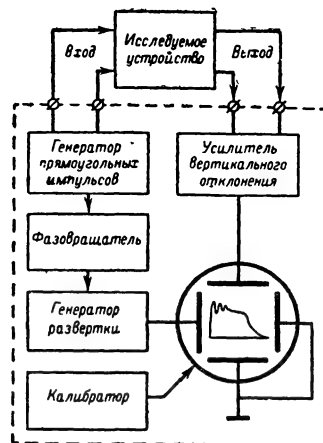 Вход
Исследуемое
устройство
Выход
Генератор
прямоугольных
импульсов
Усилитель
вертикального
отклонения
Фазовращатель
Генератор
развертки
Калибратор